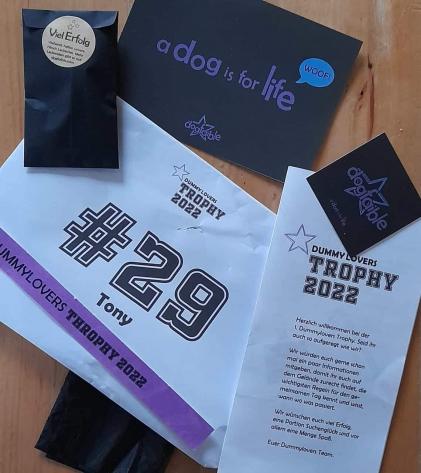 Viel Erfolg
a dog is for life
WOOF!
dogtaible
DUMMYLOVERS
TROPHY
2022
#29
Tony
DUMMYLOVERS THROPHY 2022
dogtaible
DUMMYLOVERS
TROPHY
2022
Herzlich willkommen bei der
1. Dummylovers Trophy. Seid ihr
auch so aufgeregt wie wir?
Wir würden euch gerne schon
mal ein paar Informationen
mitgeben, damit ihr euch auf
dem Gelände zurecht findet, die
wichtigsten Regeln für den ge-
meinsamen Tag kennt und wisst,
wann wo was passiert.
Wir wünschen euch viel Erfolg,
eine Portion Suchenglück und vor
allem eine Menge Spaß.
Euer Dummylovers Team.